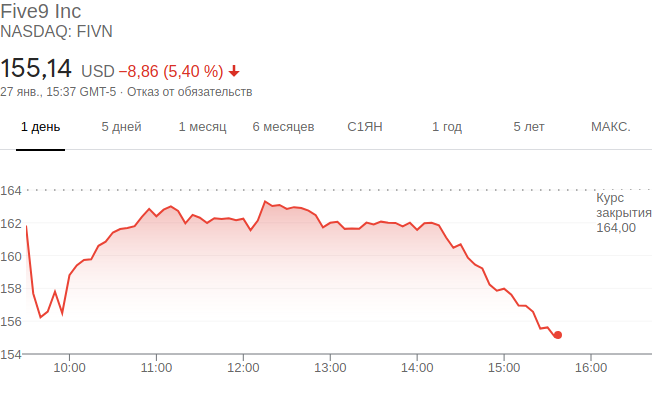 Five9 Inc
NASDAQ: FIVN
155,14 USD −8,86 (5,40 %)
27 янв., 15:37 GMT-5 · Отказ от обязательств
1 день 5 дней 1 месяц 6 месяцев С1ЯН 1 год 5 лет МАКС.
164
Курс
закрытия
164,00
162
160
158
156
154
10:00 11:00 12:00 13:00 14:00 15:00 16:00